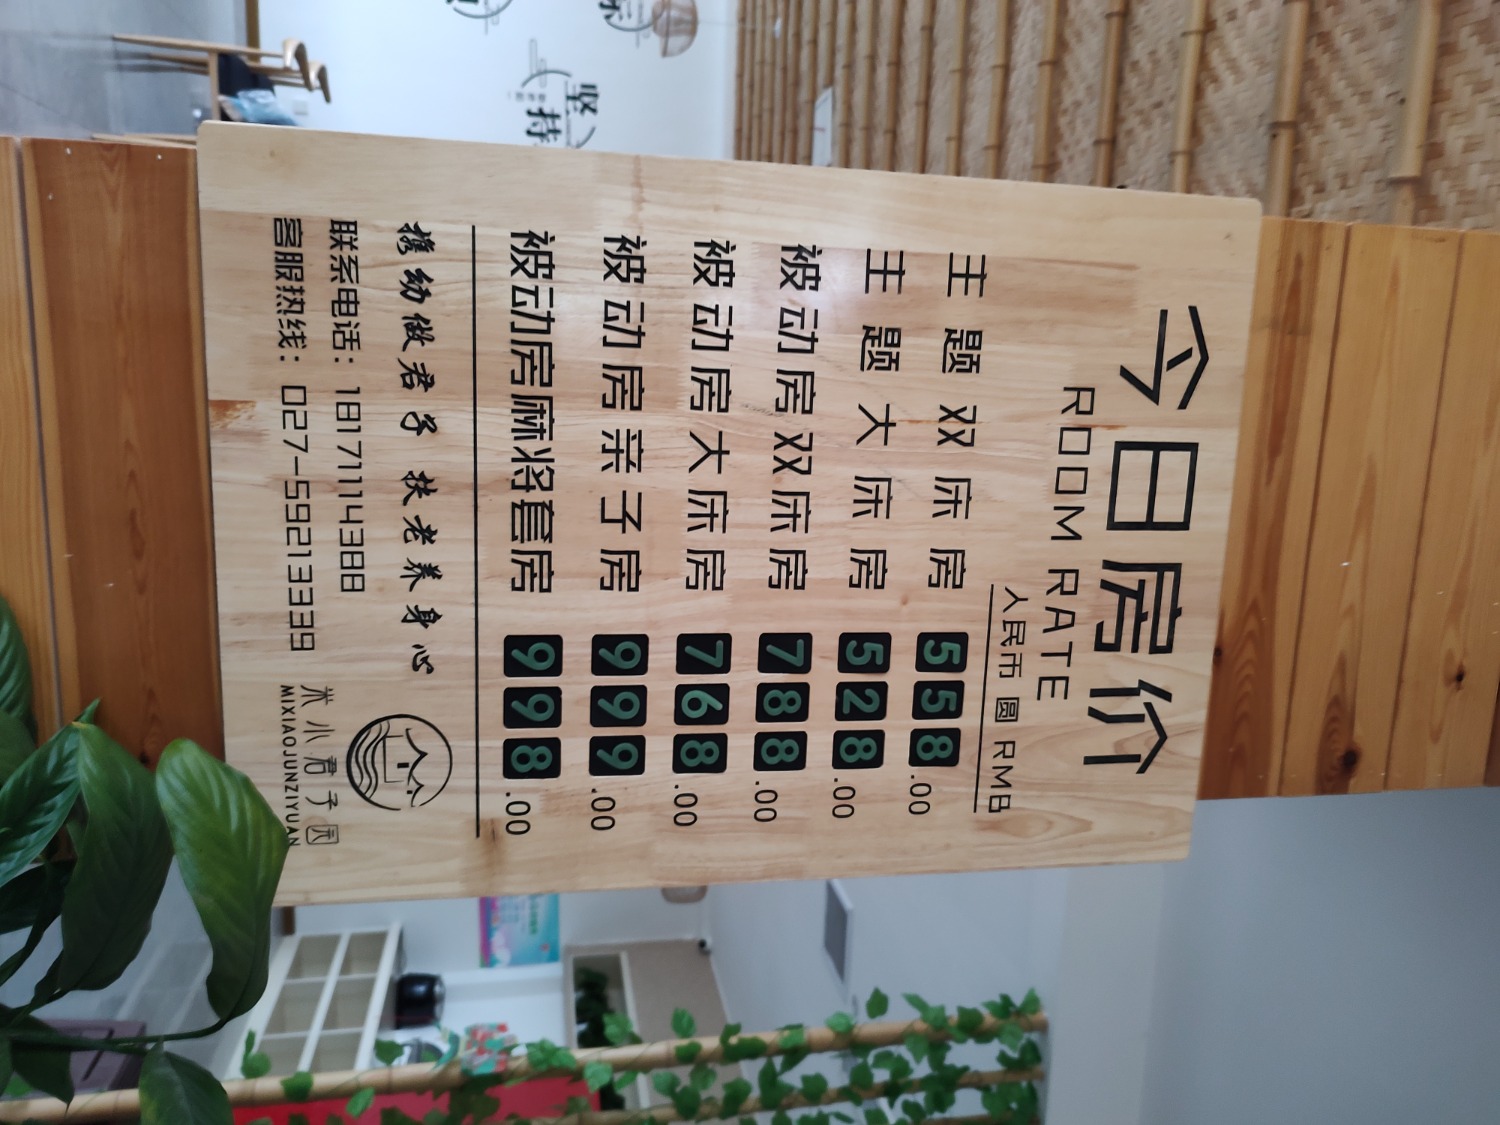 今日房价
ROOM RATE
人民币 圆 RMB
主题双床房 558.00
主题大床房 528.00
被动房双床房 788.00
被动房大床房 768.00
被动房亲子房 999.00
被动房麻将套房 998.00
携幼做君子 扶老养身心
联系电话：18171114388
客服热线：027-59213339
米小君子园
MIXIAOJUNZIYUAN
坚持